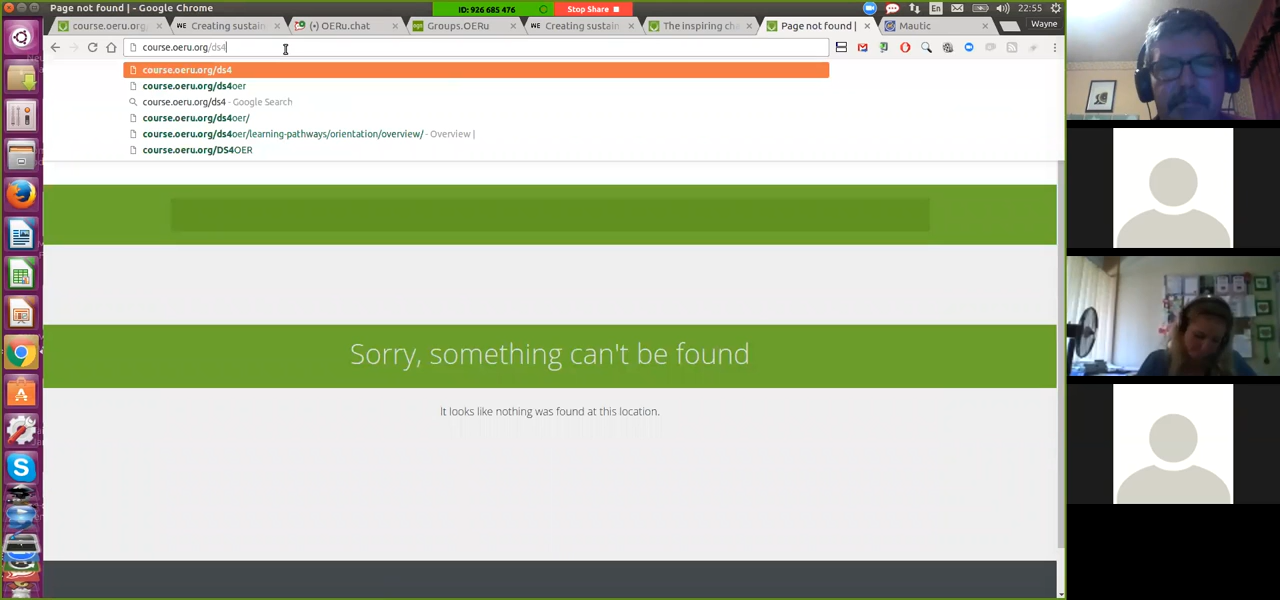 Page not found | - Google Chrome
ID: 926 685 476
Stop Share
En
22:55
course.oeru.org
Creating sustain
(•) OERu.chat
Groups.OERu
Creating sustain
The inspiring ch
Page not found |
Mautic
Wayne
course.oeru.org/ds4
course.oeru.org/ds4
course.oeru.org/ds4oer
course.oeru.org/ds4 - Google Search
course.oeru.org/ds4oer/
course.oeru.org/ds4oer/learning-pathways/orientation/overview/ - Overview |
course.oeru.org/DS4OER
Sorry, something can't be found
It looks like nothing was found at this location.